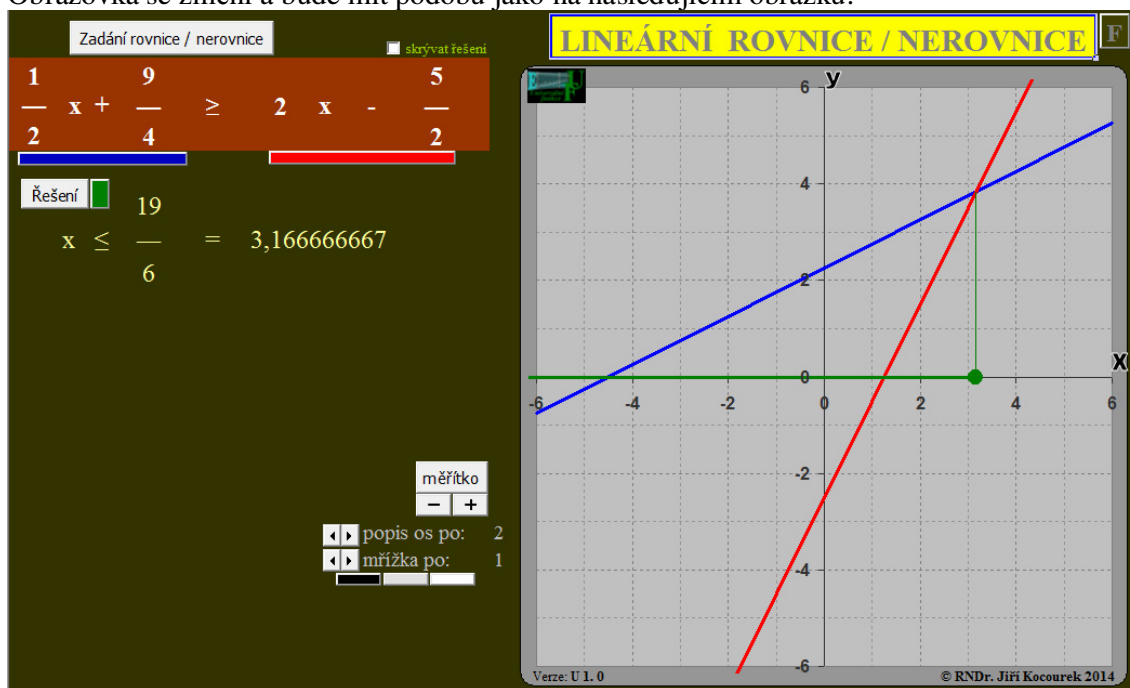 Obrazovka se změní a bude mít podobu jako na následujícím obrázku:
Zadání rovnice / nerovnice
skrývat řešení
LINEÁRNÍ ROVNICE / NEROVNICE
F
1 9 5
— x + — ≥ 2 x - —
2 4 2
Řešení
19
x ≤ — = 3,166666667
6
měřítko
− +
popis os po: 2
mřížka po: 1
y
6
4
2
0
-2
-4
-6
-6 -4 -2 0 2 4 6
X
Verze: U 1. 0
© RNDr. Jiří Kocourek 2014